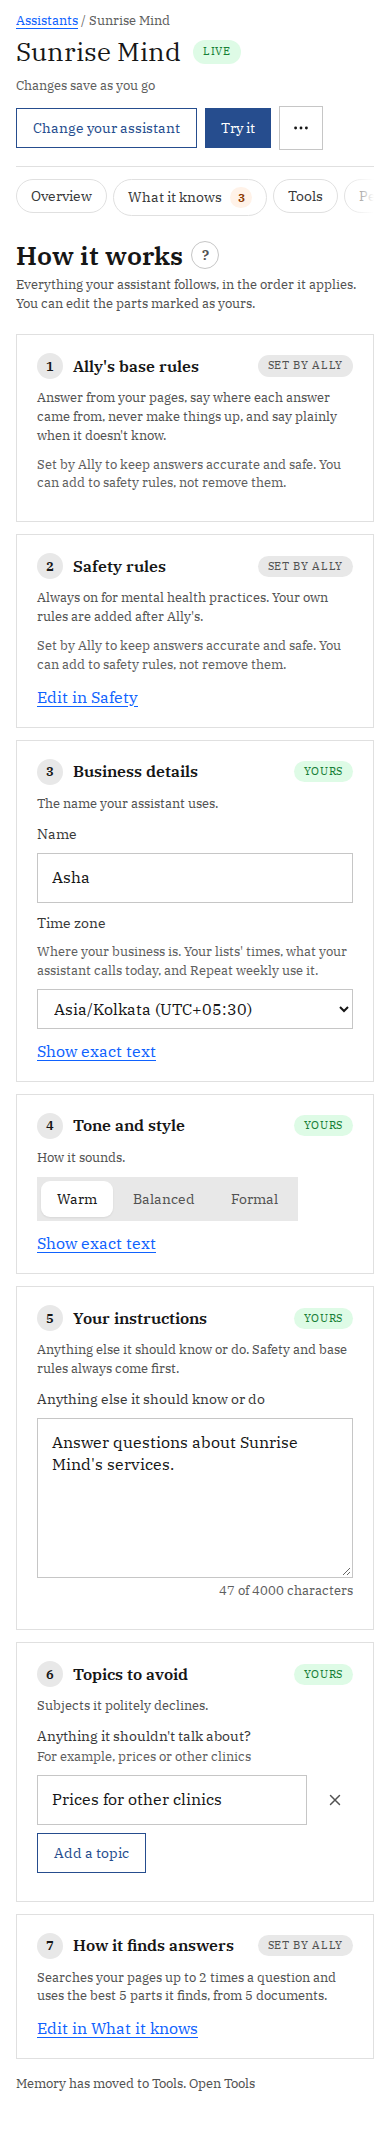 Assistants / Sunrise Mind
Sunrise Mind LIVE
Changes save as you go
Change your assistant Try it ...
Overview What it knows 3 Tools
How it works ?
Everything your assistant follows, in the order it applies.
You can edit the parts marked as yours.
1 Ally's base rules SET BY ALLY
Answer from your pages, say where each answer
came from, never make things up, and say plainly
when it doesn't know.
Set by Ally to keep answers accurate and safe. You
can add to safety rules, not remove them.
2 Safety rules SET BY ALLY
Always on for mental health practices. Your own
rules are added after Ally's.
Set by Ally to keep answers accurate and safe. You
can add to safety rules, not remove them.
Edit in Safety
3 Business details YOURS
The name your assistant uses.
Name
Asha
Time zone
Where your business is. Your lists' times, what your
assistant calls today, and Repeat weekly use it.
Asia/Kolkata (UTC+05:30)
Show exact text
4 Tone and style YOURS
How it sounds.
Warm Balanced Formal
Show exact text
5 Your instructions YOURS
Anything else it should know or do. Safety and base
rules always come first.
Anything else it should know or do
Answer questions about Sunrise
Mind's services.
47 of 4000 characters
6 Topics to avoid YOURS
Subjects it politely declines.
Anything it shouldn't talk about?
For example, prices or other clinics
Prices for other clinics
Add a topic
7 How it finds answers SET BY ALLY
Searches your pages up to 2 times a question and
uses the best 5 parts it finds, from 5 documents.
Edit in What it knows
Memory has moved to Tools. Open Tools